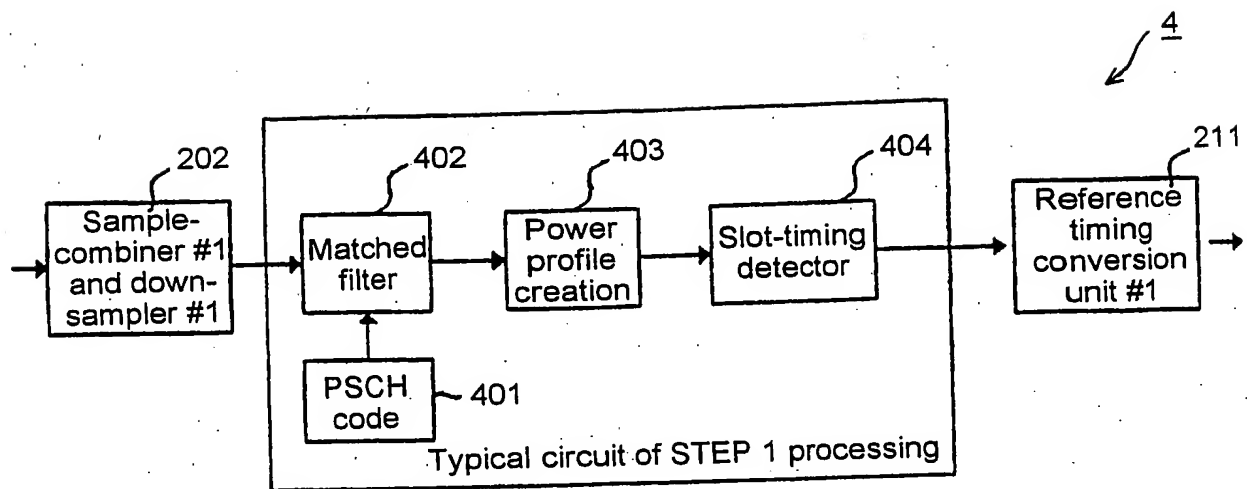 4
202
402
403
404
211
Sample-
combiner #1
and down-
sampler #1
Matched
filter
Power
profile
creation
Slot-timing
detector
Reference
timing
conversion
unit #1
PSCH
code
401
Typical circuit of STEP 1 processing